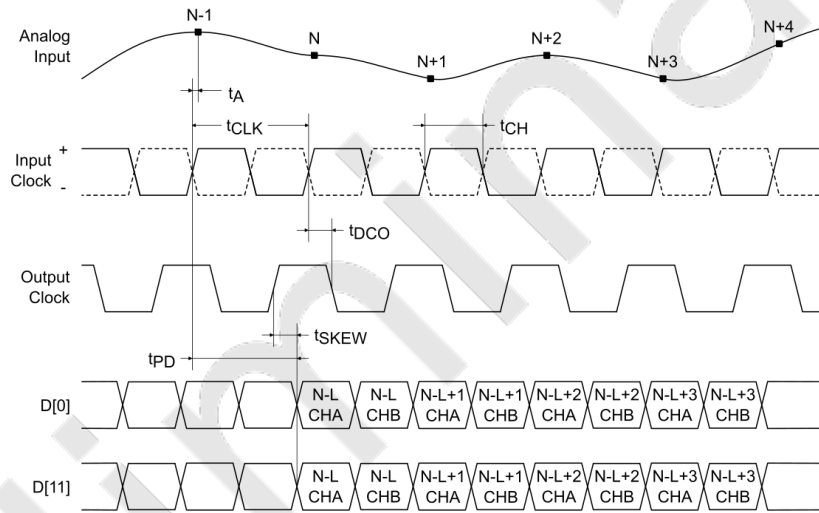 N-1
N
N+1
N+2
N+3
N+4
Analog
Input
tA
tCLK
tCH
Input
Clock
+
-
tDCO
Output
Clock
tSKEW
tPD
D[0]
N-L N-L N-L+1 N-L+1 N-L+2 N-L+2 N-L+3 N-L+3
CHA CHB CHA CHB CHA CHB CHA CHB
D[11]
N-L N-L N-L+1 N-L+1 N-L+2 N-L+2 N-L+3 N-L+3
CHA CHB CHA CHB CHA CHB CHA CHB